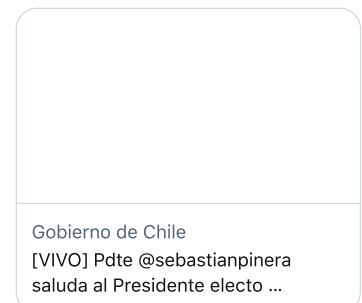 Gobierno de Chile
[VIVO] Pdte @sebastianpinera
saluda al Presidente electo ...